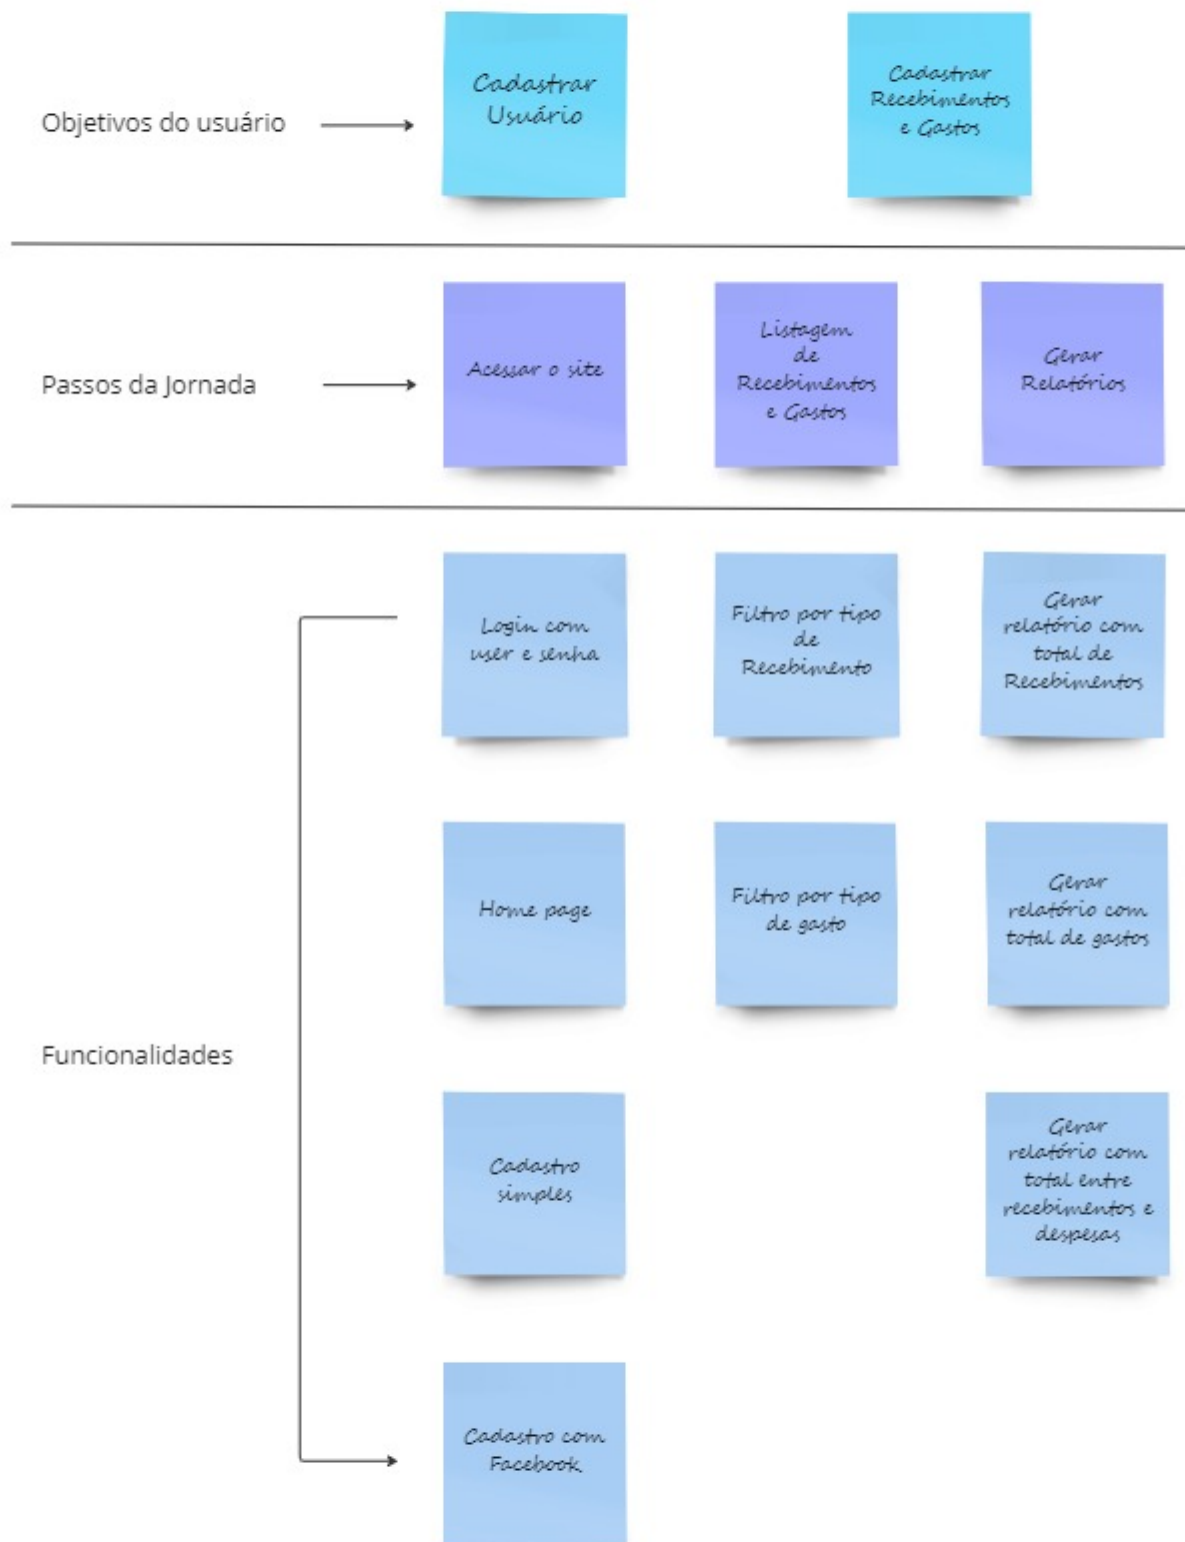 Cadastrar
Usuário
Cadastrar
Recebimentos
e Gastos
Objetivos do usuário
Acessar o site
Listagem
de
Recebimentos
e Gastos
Gerar
Relatórios
Passos da Jornada
Login com
user e senha
Filtro por tipo
de
Recebimento
Gerar
relatório com
total de
Recebimentos
Home page
Filtro por tipo
de gasto
Gerar
relatório com
total de gastos
Funcionalidades
Cadastro
simples
Gerar
relatório com
total entre
recebimentos e
despesas
Cadastro com
Facebook